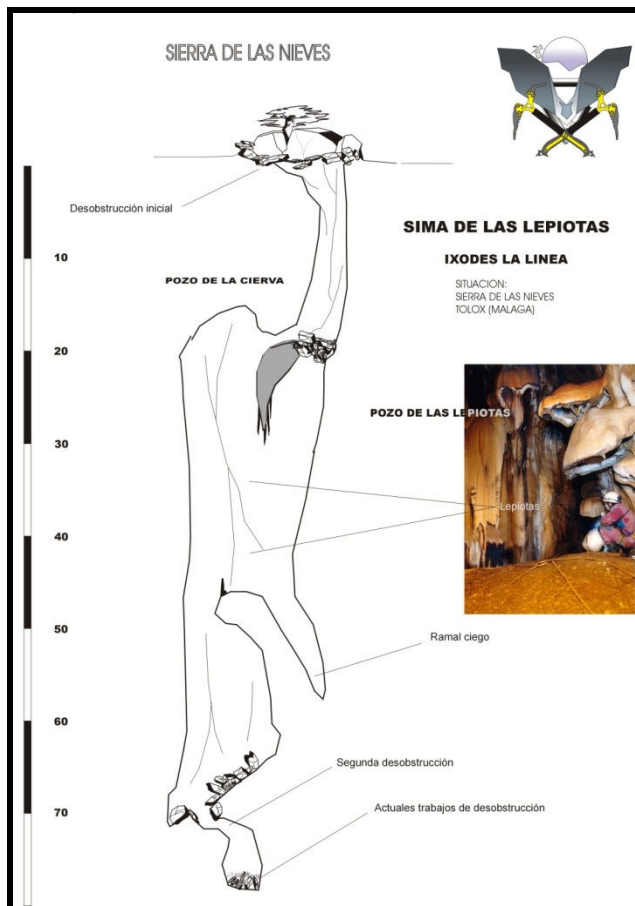 SIERRA DE LAS NIEVES
Desobstrucción inicial
SIMA DE LAS LEPIOTAS
IXODES LA LINEA
SITUACION:
SIERRA DE LAS NIEVES
TOLOX (MALAGA)
10
POZO DE LA CIERVA
20
POZO DE LAS LEPIOTAS
30
Lepiotas
40
50
Ramal ciego
60
Segunda desobstrucción
70
Actuales trabajos de desobstrucción